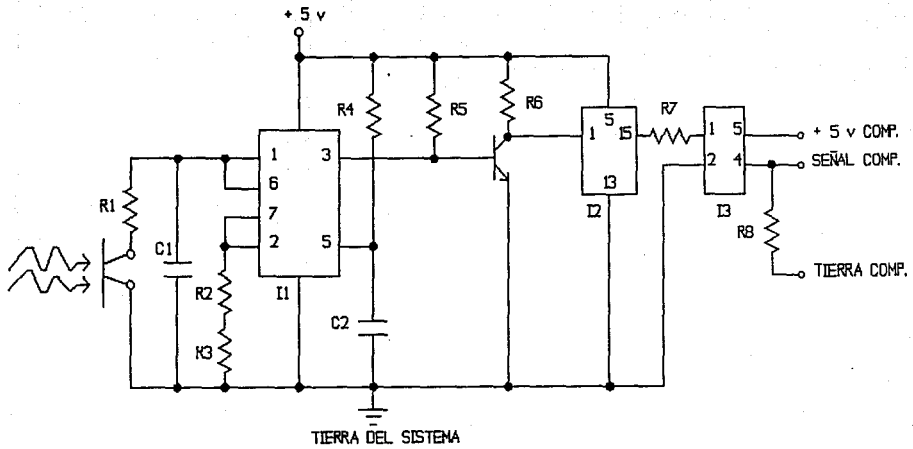 + 5 v
R4
R5
R6
R7
1
3
6
7
2
5
I1
R1
C1
R2
R3
C2
1
5
15
13
I2
1
5
2
4
I3
R8
+ 5 v COMP.
SEÑAL COMP.
TIERRA COMP.
TIERRA DEL SISTEMA